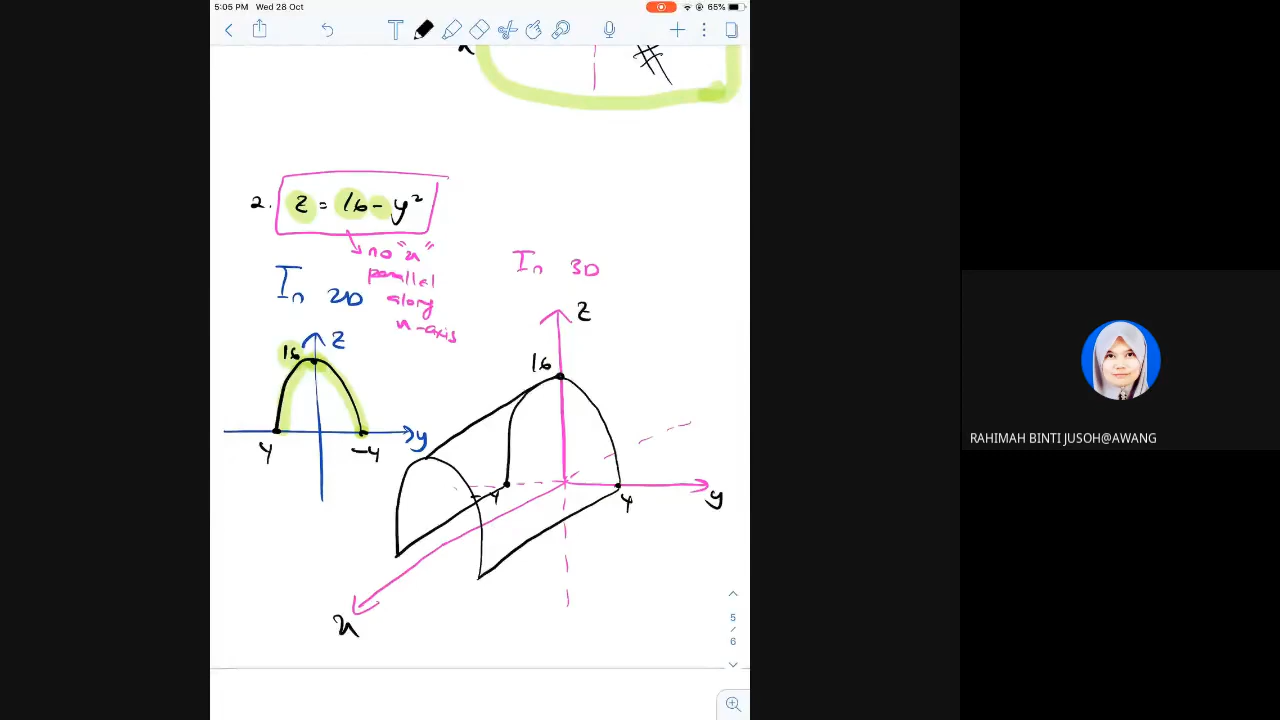 5:05 PM Wed 28 Oct
65%
2. z = 16 - y²
no "x"
parallel
along
x-axis
In 2D
z
16
y
4
-4
In 3D
z
16
-4
4
y
x
5
/
6
RAHIMAH BINTI JUSOH@AWANG